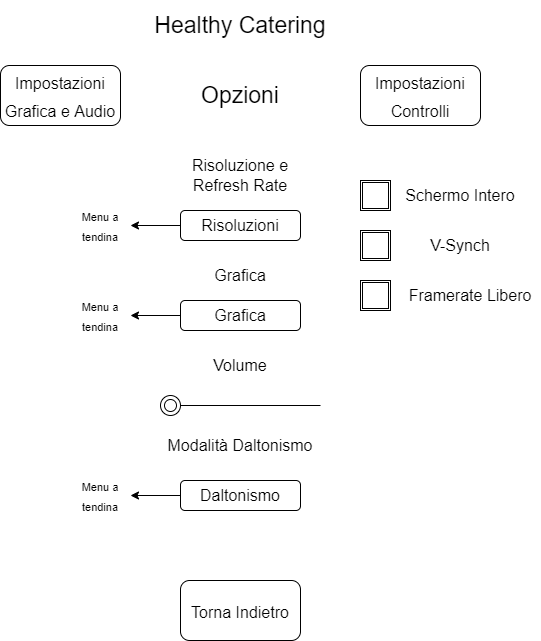 Healthy Catering
Impostazioni
Grafica e Audio
Opzioni
Impostazioni
Controlli
Risoluzione e
Refresh Rate
Schermo Intero
Menu a
tendina
Risoluzioni
V-Synch
Grafica
Framerate Libero
Menu a
tendina
Grafica
Volume
Modalità Daltonismo
Menu a
tendina
Daltonismo
Torna Indietro